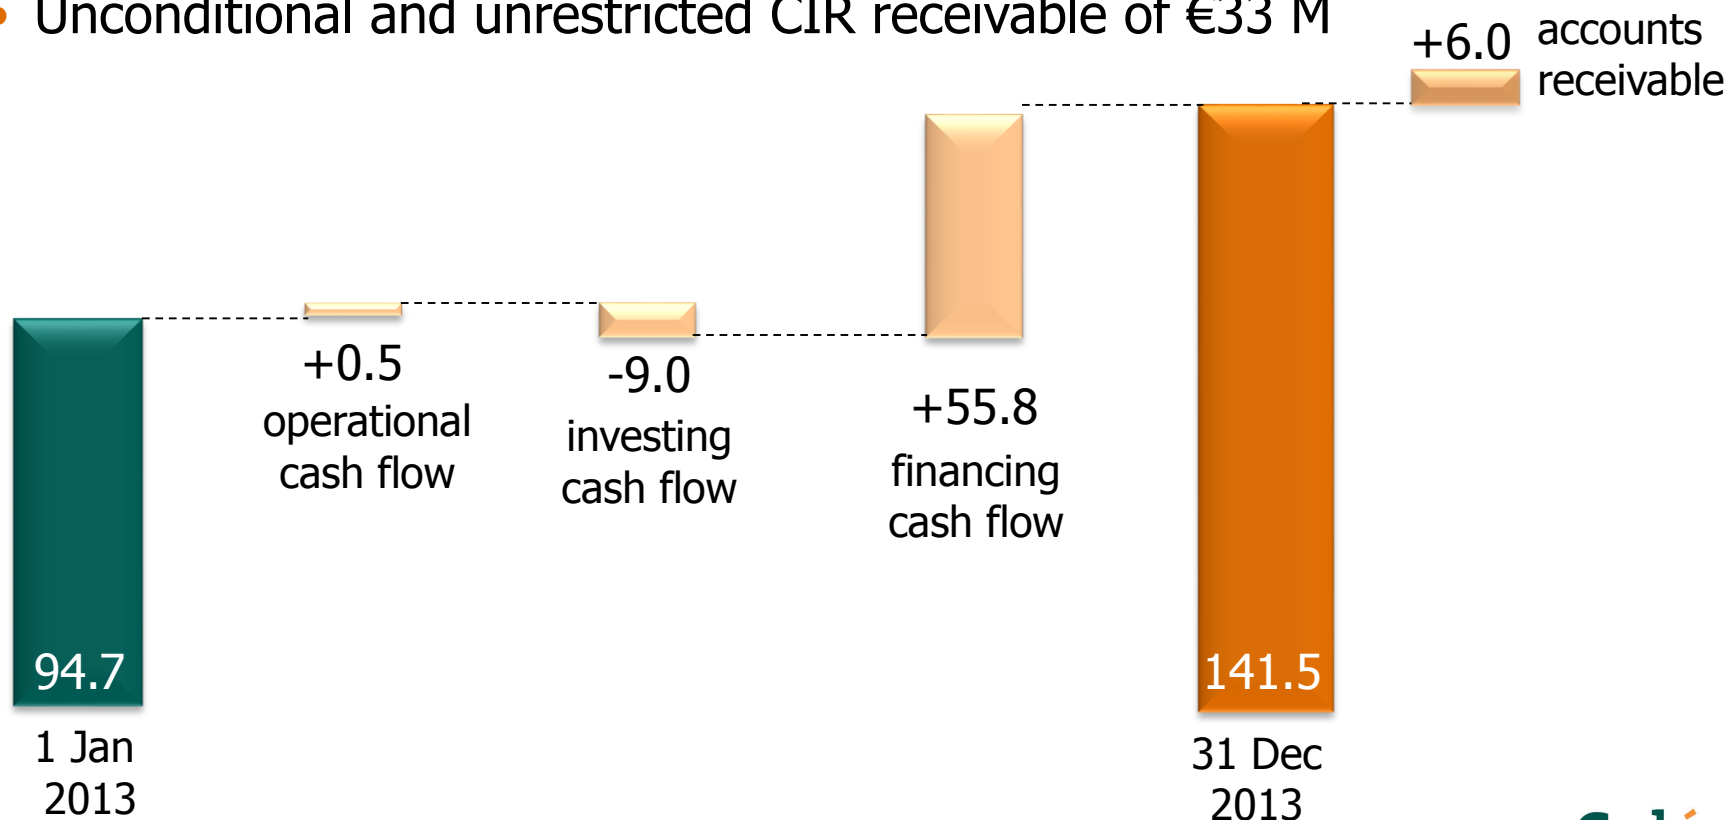 • Unconditional and unrestricted CIR receivable of €33 M
+6.0
accounts
receivable
+0.5
operational
cash flow
-9.0
investing
cash flow
+55.8
financing
cash flow
94.7
1 Jan
2013
141.5
31 Dec
2013